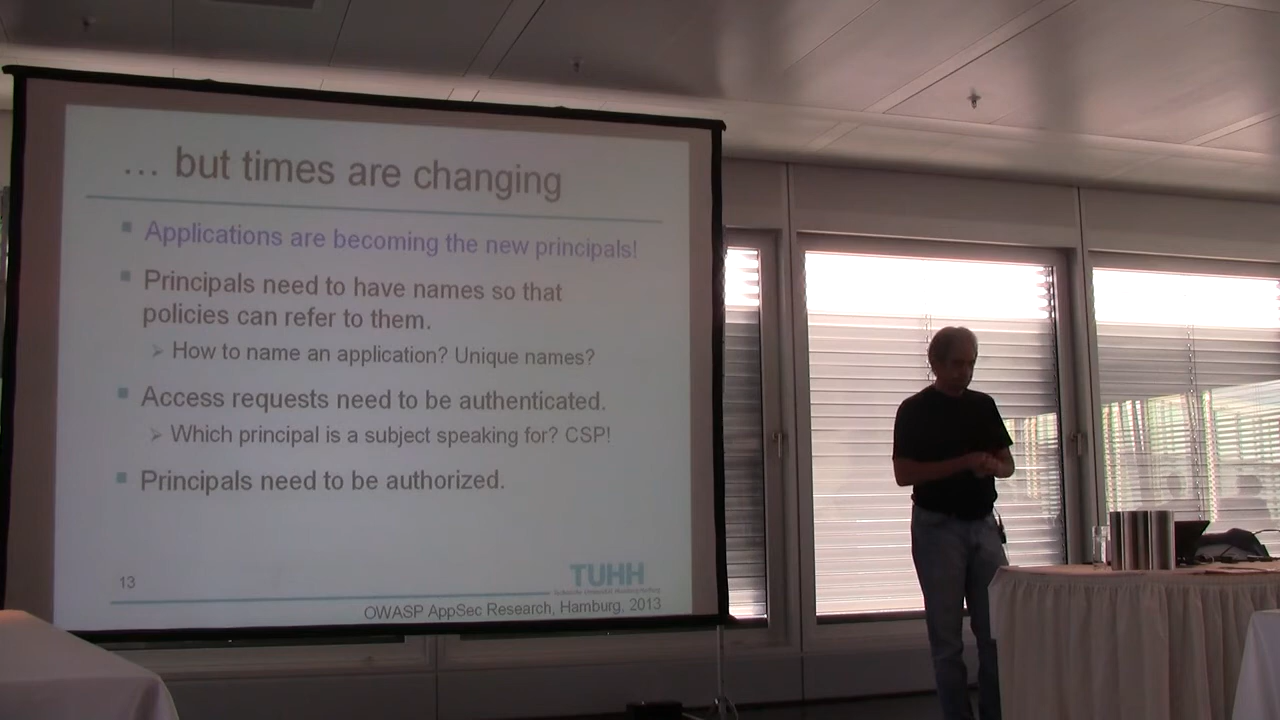 ... but times are changing
Applications are becoming the new principals!
Principals need to have names so that
policies can refer to them.
How to name an application? Unique names?
Access requests need to be authenticated.
Which principal is a subject speaking for? CSP!
Principals need to be authorized.
13
TUHH
OWASP AppSec Research, Hamburg, 2013